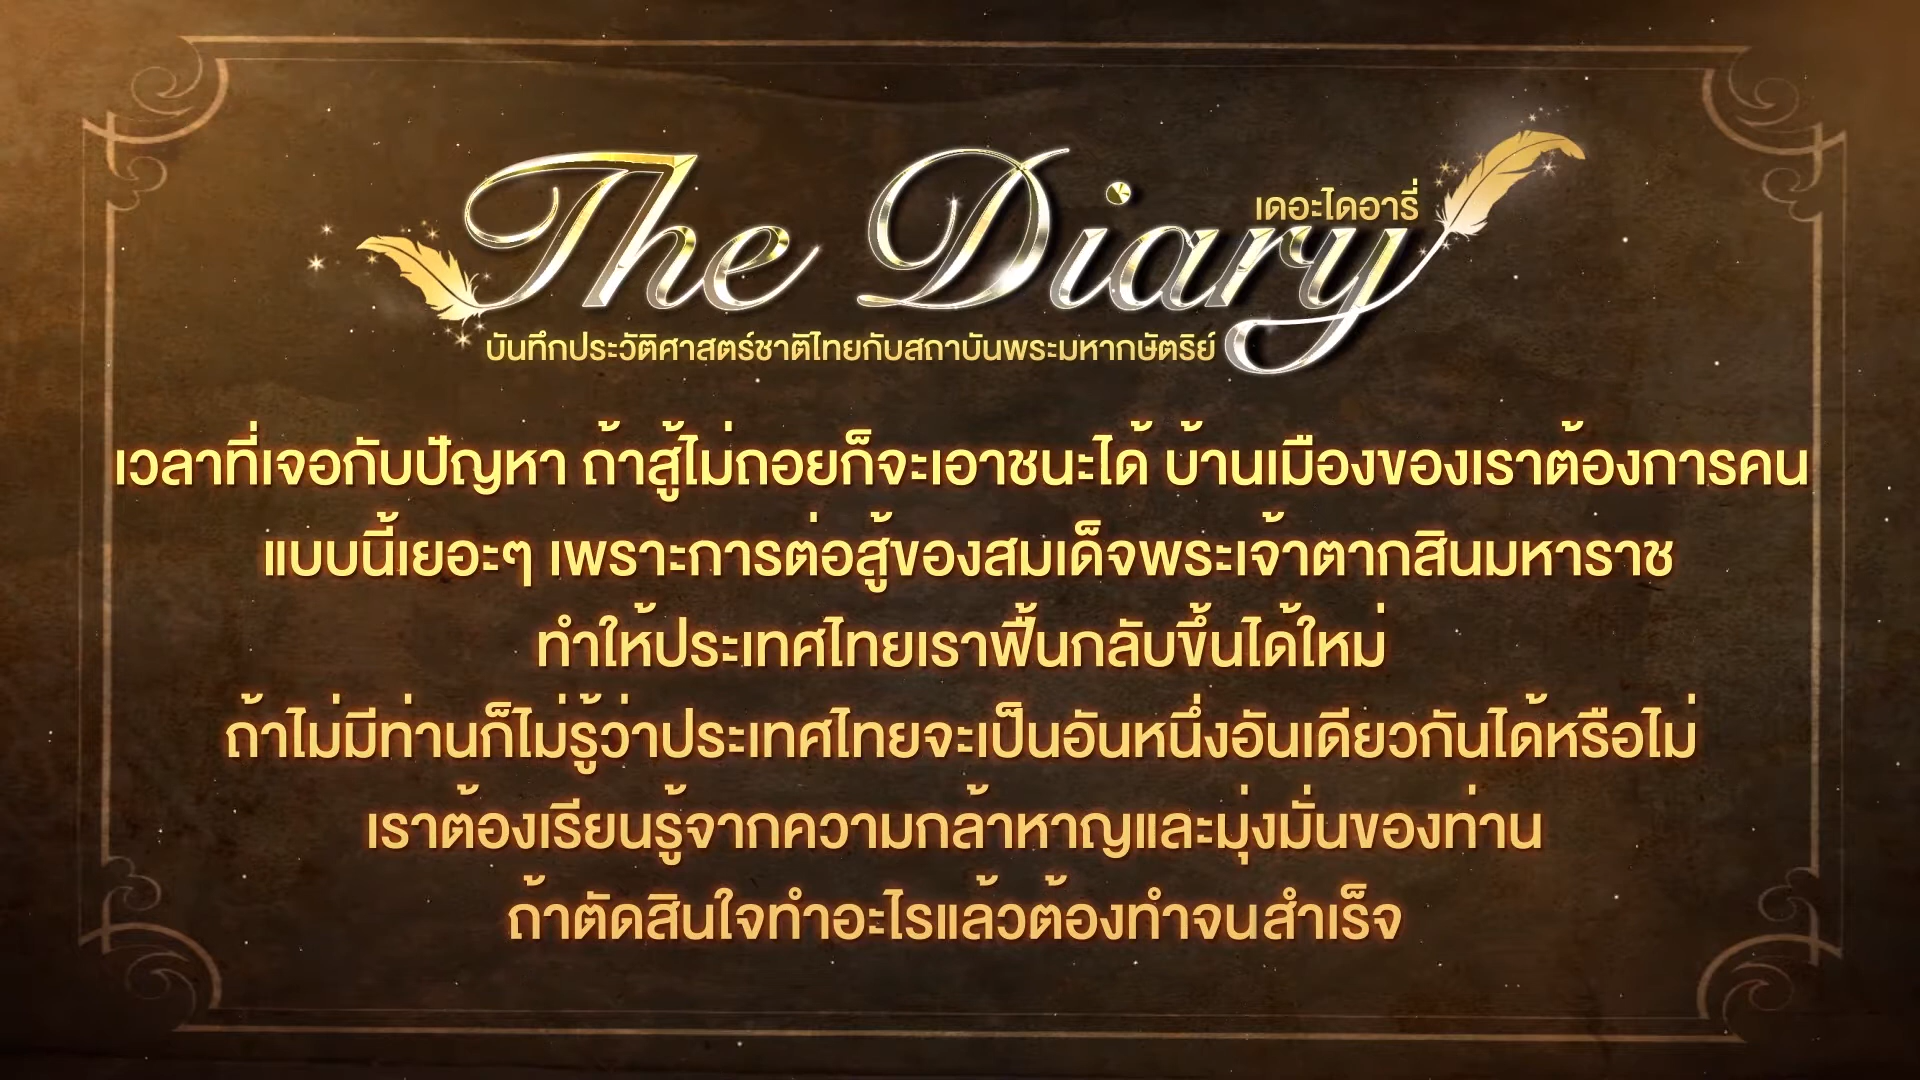 The Diary
เดอะไดอารี่
บันทึกประวัติศาสตร์ชาติไทยกับสถาบันพระมหากษัตริย์
เวลาที่เจอกับปัญหา ถ้าสู้ไม่ถอยก็จะเอาชนะได้ บ้านเมืองของเราต้องการคน
แบบนี้เยอะๆ เพราะการต่อสู้ของสมเด็จพระเจ้าตากสินมหาราช
ทำให้ประเทศไทยเราฟื้นกลับขึ้นได้ใหม่
ถ้าไม่มีท่านก็ไม่รู้ว่าประเทศไทยจะเป็นอันหนึ่งอันเดียวกันได้หรือไม่
เราต้องเรียนรู้จากความกล้าหาญและมุ่งมั่นของท่าน
ถ้าตัดสินใจทำอะไรแล้วต้องทำจนสำเร็จ